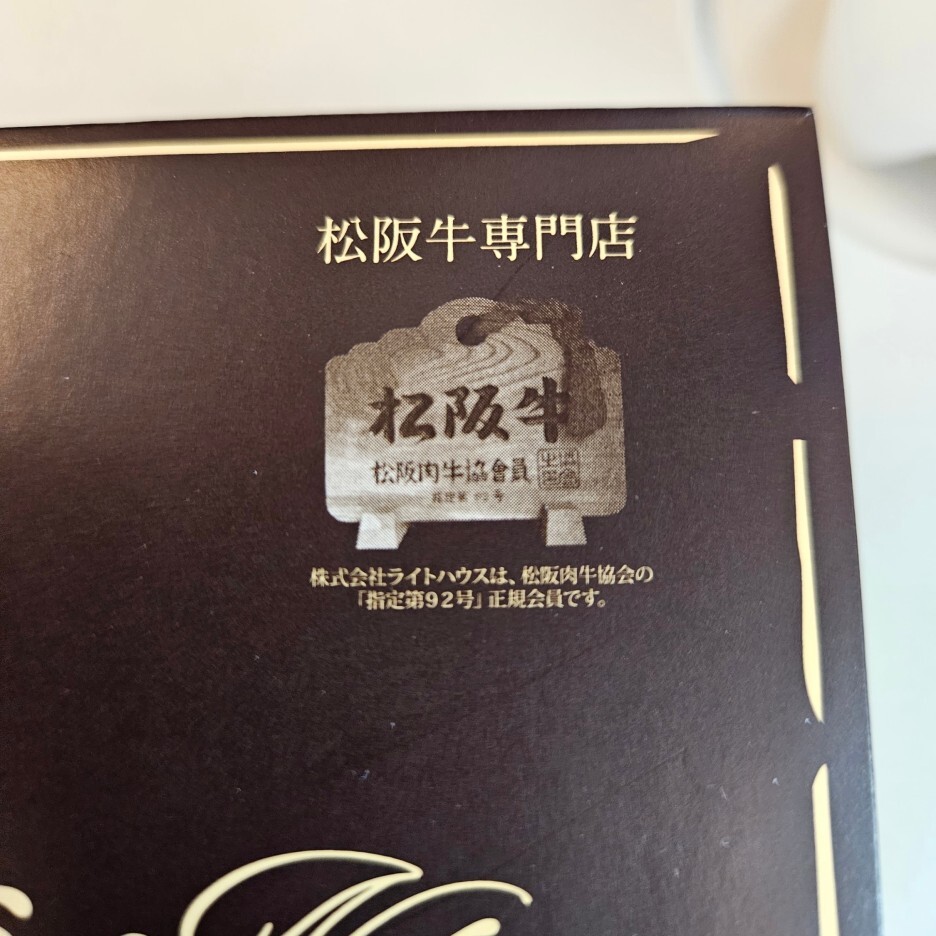 松阪牛専門店
松阪牛
松阪肉牛協會員
株式会社ライトハウスは、松阪肉牛協会の
「指定第92号」正規会員です。